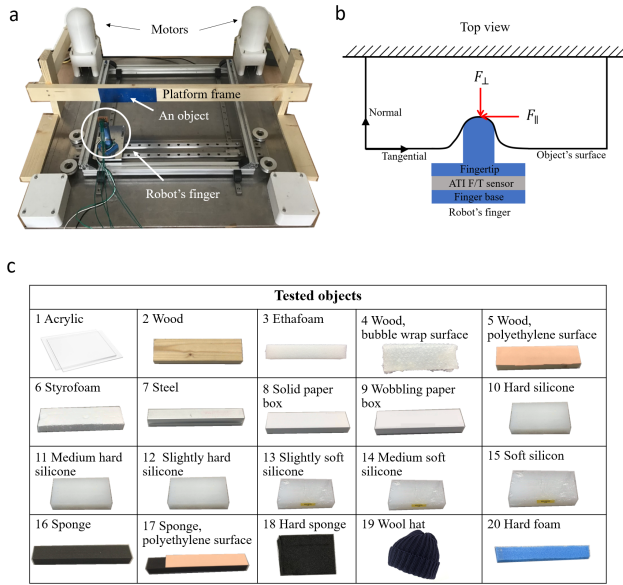 a
Motors
Platform frame
An object
Robot's finger
b
Top view
F⊥
F∥
Normal
Tangential
Object's surface
Fingertip
ATI F/T sensor
Finger base
Robot's finger
c
Tested objects
1 Acrylic
2 Wood
3 Ethafoam
4 Wood,
bubble wrap surface
5 Wood,
polyethylene surface
6 Styrofoam
7 Steel
8 Solid paper
box
9 Wobbling paper
box
10 Hard silicone
11 Medium hard
silicone
12 Slightly hard
silicone
13 Slightly soft
silicone
14 Medium soft
silicone
15 Soft silicon
16 Sponge
17 Sponge,
polyethylene surface
18 Hard sponge
19 Wool hat
20 Hard foam